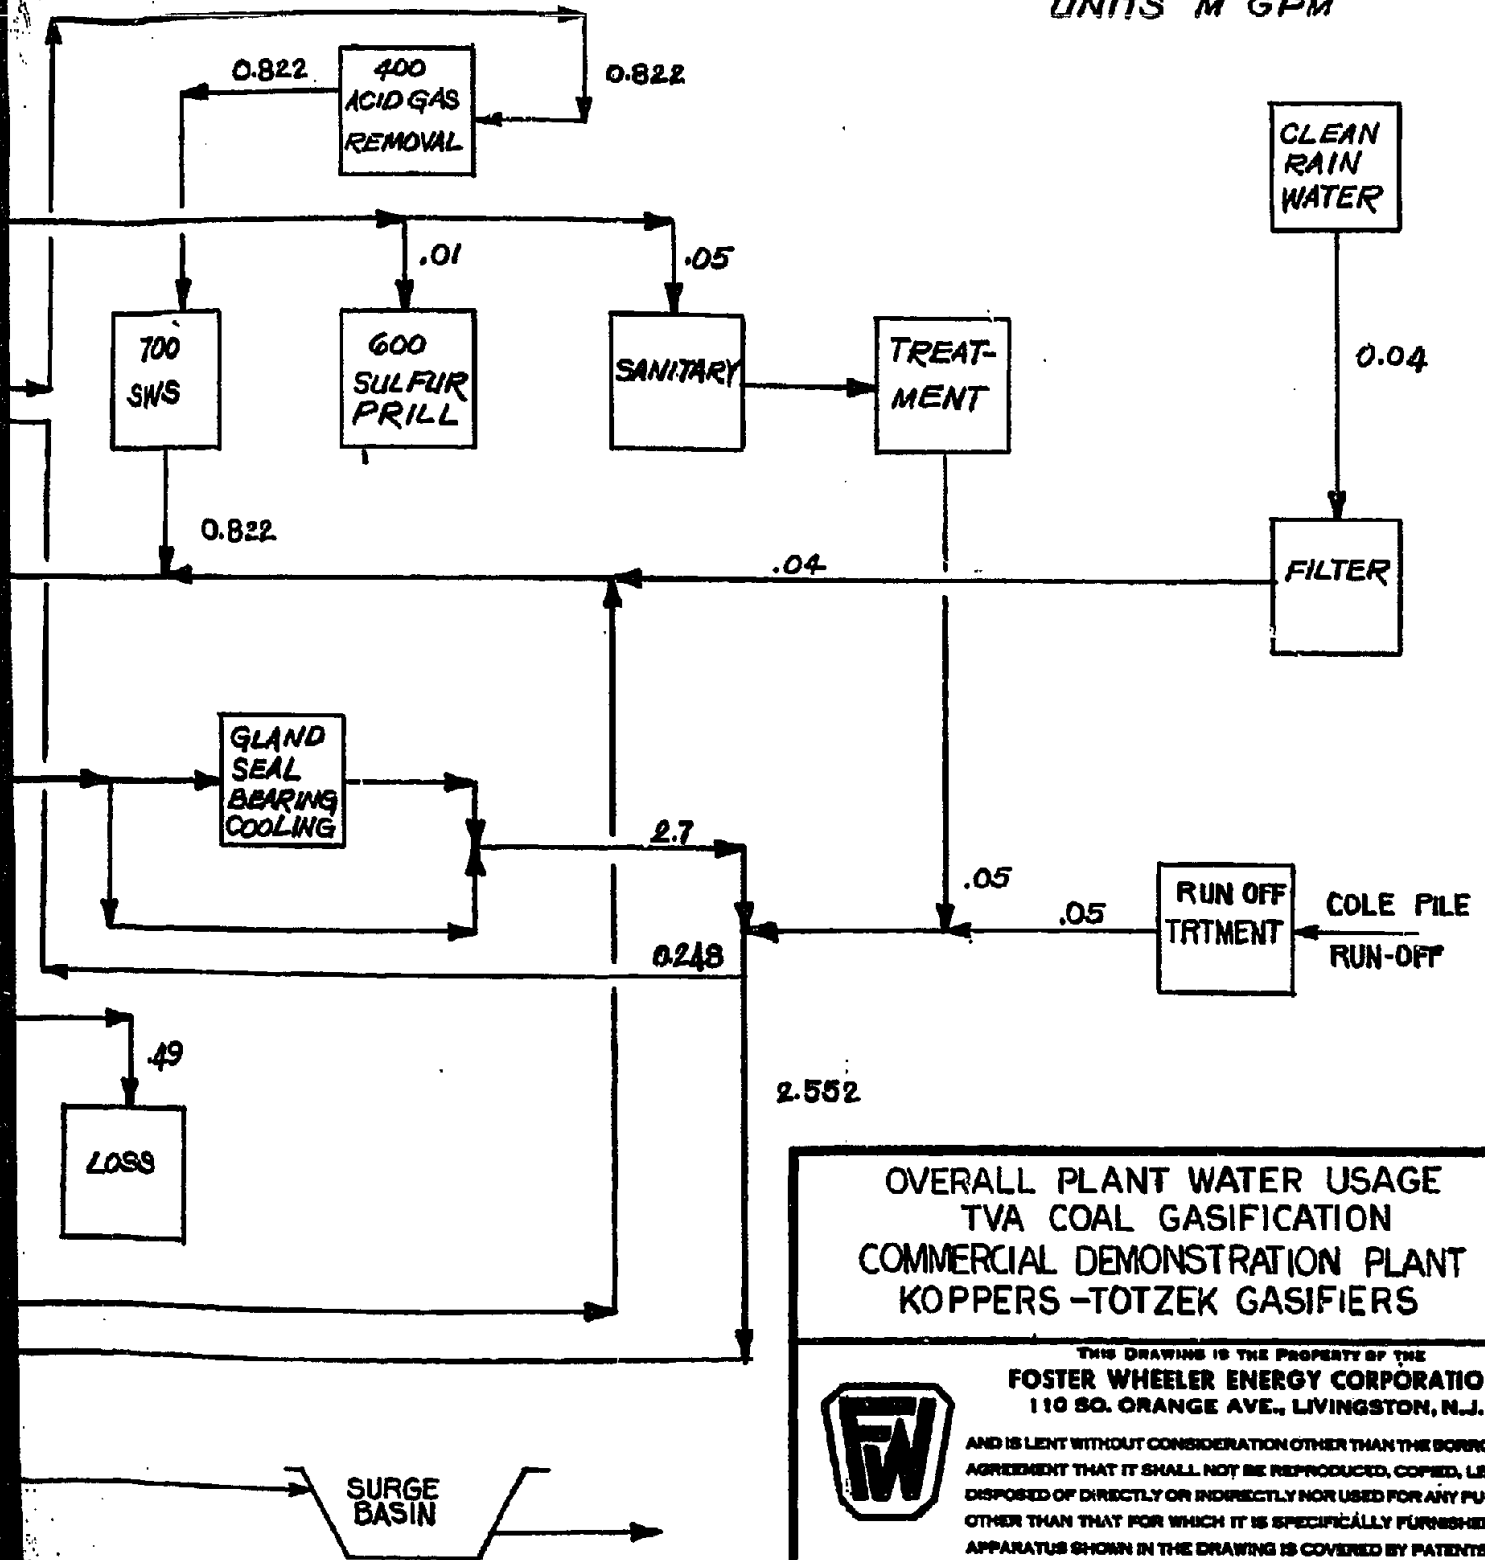 UNITS M GPM
0.822
400
ACID GAS
REMOVAL
0.822
CLEAN
RAIN
WATER
.01
.05
700
SWS
600
SULFUR
PRILL
SANITARY
TREAT-
MENT
0.04
0.822
.04
FILTER
GLAND
SEAL
BEARING
COOLING
2.7
.05
.05
RUN OFF
TRTMENT
COLE PILE
RUN-OFF
0.248
.49
LOSS
2.552
OVERALL PLANT WATER USAGE
TVA COAL GASIFICATION
COMMERCIAL DEMONSTRATION PLANT
KOPPERS-TOTZEK GASIFIERS
THIS DRAWING IS THE PROPERTY OF THE
FOSTER WHEELER ENERGY CORPORATIO
110 SO. ORANGE AVE., LIVINGSTON, N.J.
FW
AND IS LENT WITHOUT CONSIDERATION OTHER THAN THE BORRO
AGREEMENT THAT IT SHALL NOT BE REPRODUCED, COPIED, LE
DISPOSED OF DIRECTLY OR INDIRECTLY NOR USED FOR ANY PU
OTHER THAN THAT FOR WHICH IT IS SPECIFICALLY FURNISHE
APPARATUS SHOWN IN THE DRAWING IS COVERED BY PATENTS
SURGE
BASIN